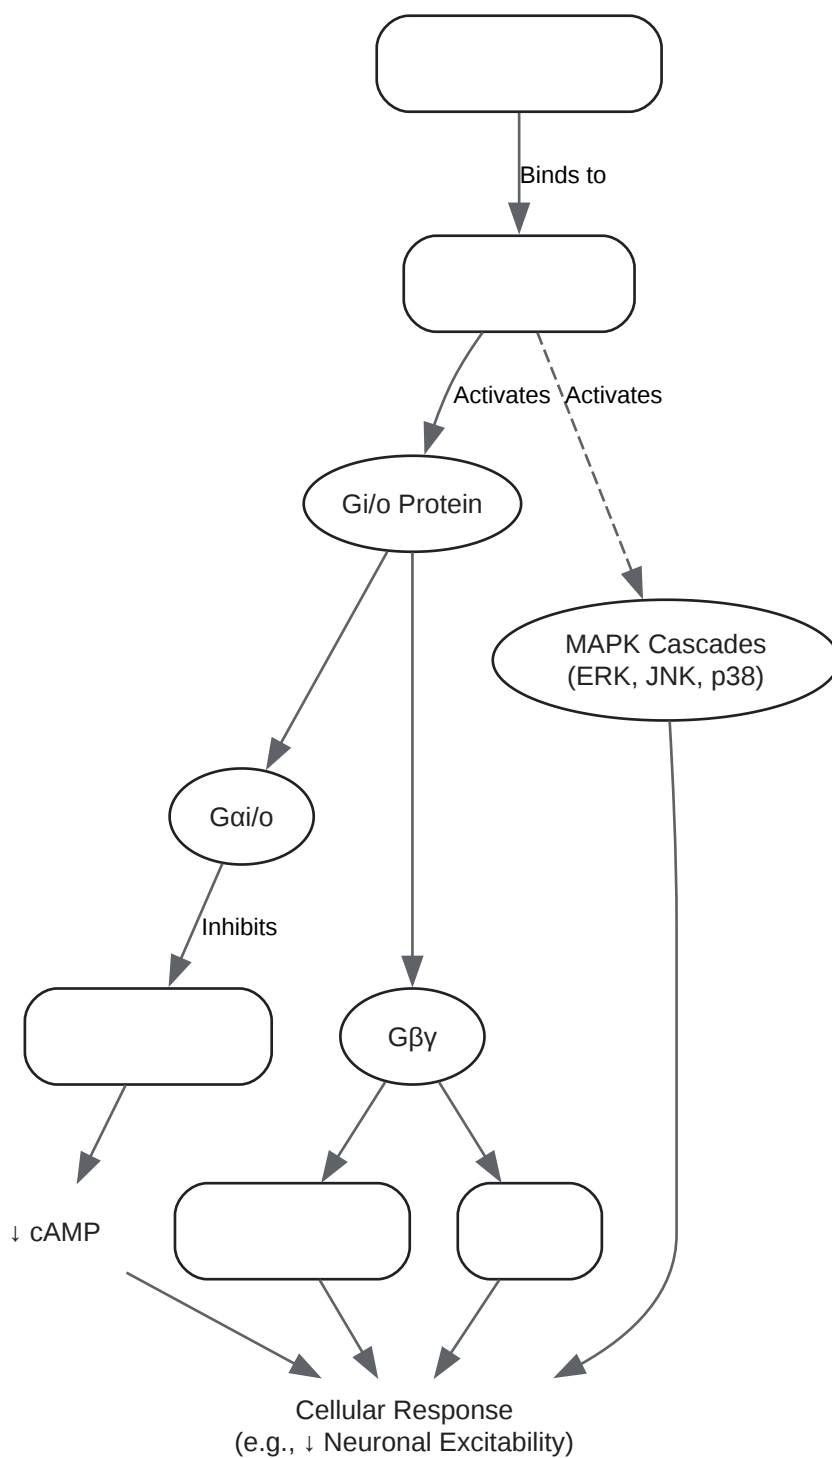 Binds to
Activates
Activates
Gi/o Protein
MAPK Cascades
(ERK, JNK, p38)
Gαi/o
Inhibits
Gβγ
↓ cAMP
Cellular Response
(e.g., ↓ Neuronal Excitability)